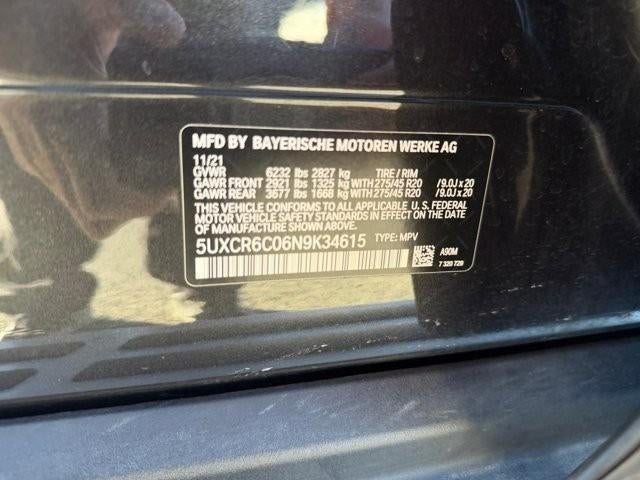 MFD BY BAYERISCHE MOTOREN WERKE AG
11/21
GVWR 6232 lbs 2827 kg TIRE / RIM
GAWR FRONT 2921 lbs 1325 kg WITH 275/45 R20 / 9.0J x 20
GAWR REAR 3677 lbs 1668 kg WITH 275/45 R20 / 9.0J x 20
THIS VEHICLE CONFORMS TO ALL APPLICABLE U. S. FEDERAL
MOTOR VEHICLE SAFETY STANDARDS IN EFFECT ON THE DATE OF
MANUFACTURE SHOWN ABOVE.
5UXCR6C06N9K34615 TYPE: MPV
A90M
7 320 728